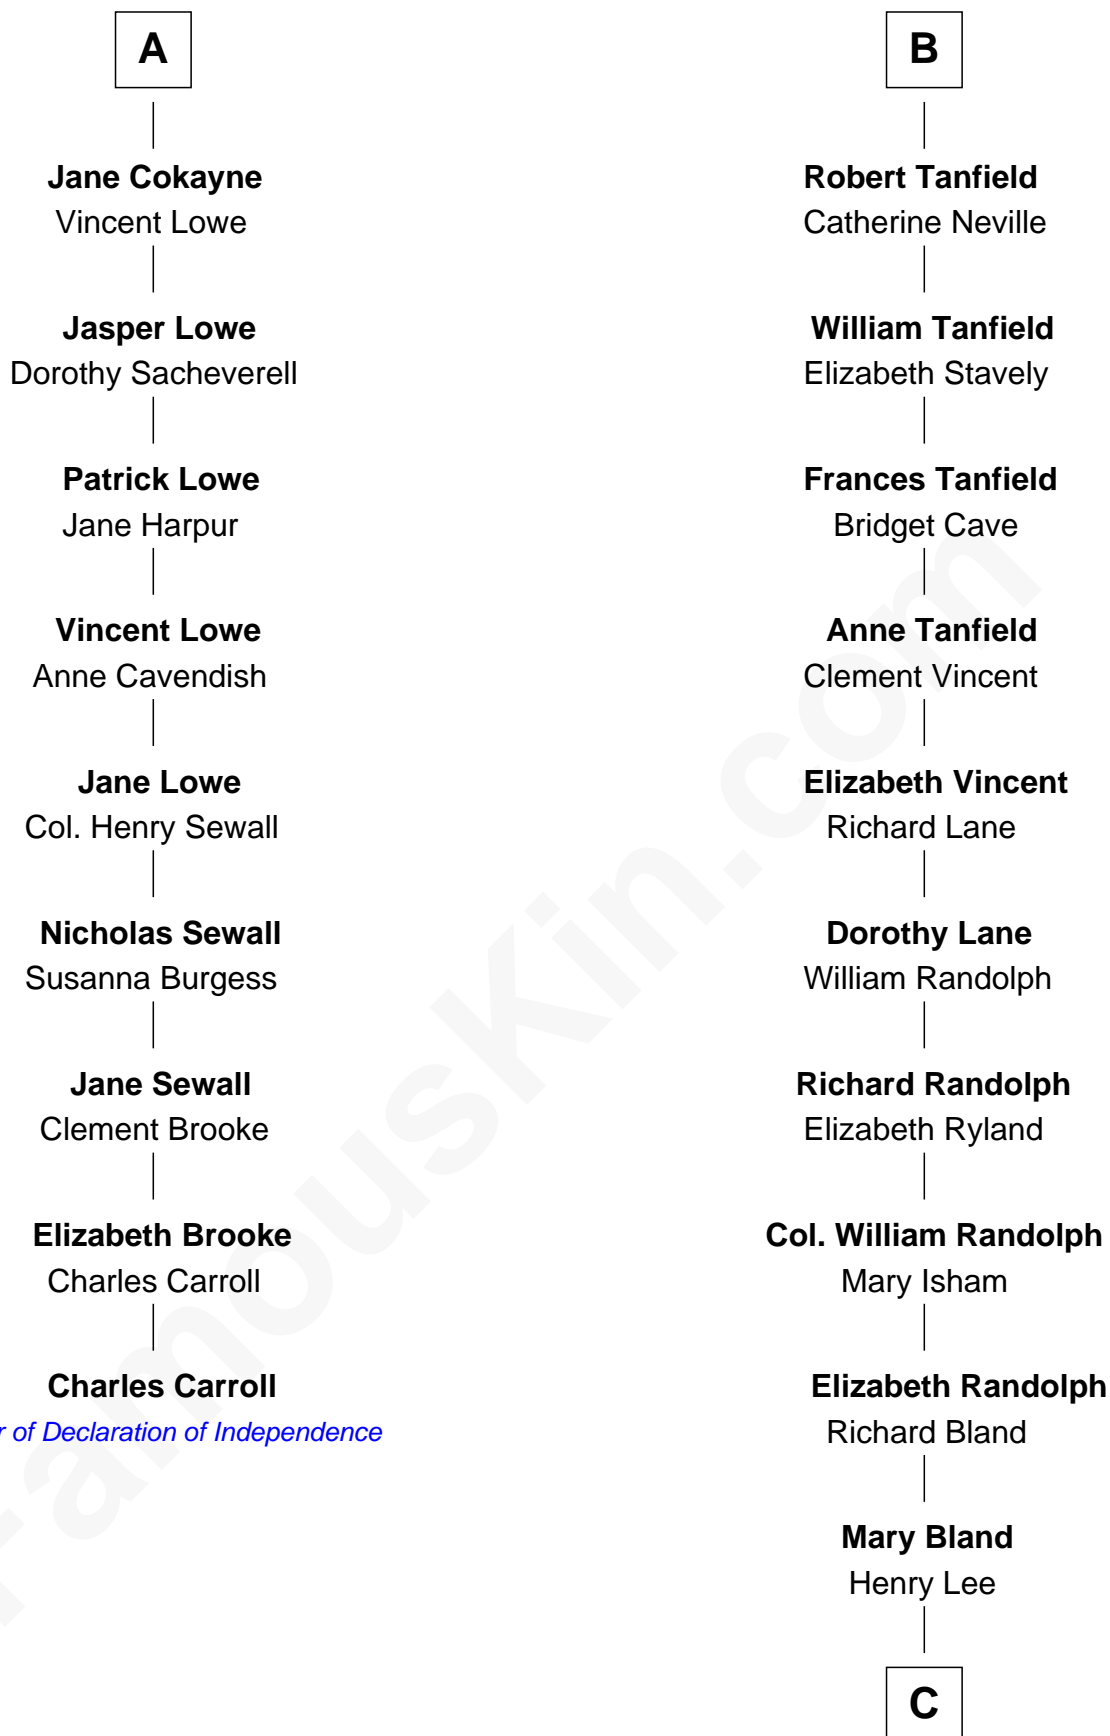 A
Jane Cokayne
Vincent Lowe
Jasper Lowe
Dorothy Sacheverell
Patrick Lowe
Jane Harpur
Vincent Lowe
Anne Cavendish
Jane Lowe
Col. Henry Sewall
Nicholas Sewall
Susanna Burgess
Jane Sewall
Clement Brooke
Elizabeth Brooke
Charles Carroll
Charles Carroll
r of Declaration of Independence
B
Robert Tanfield
Catherine Neville
William Tanfield
Elizabeth Stavely
Frances Tanfield
Bridget Cave
Anne Tanfield
Clement Vincent
Elizabeth Vincent
Richard Lane
Dorothy Lane
William Randolph
Richard Randolph
Elizabeth Ryland
Col. William Randolph
Mary Isham
Elizabeth Randolph
Richard Bland
Mary Bland
Henry Lee
C
FamousKin.com